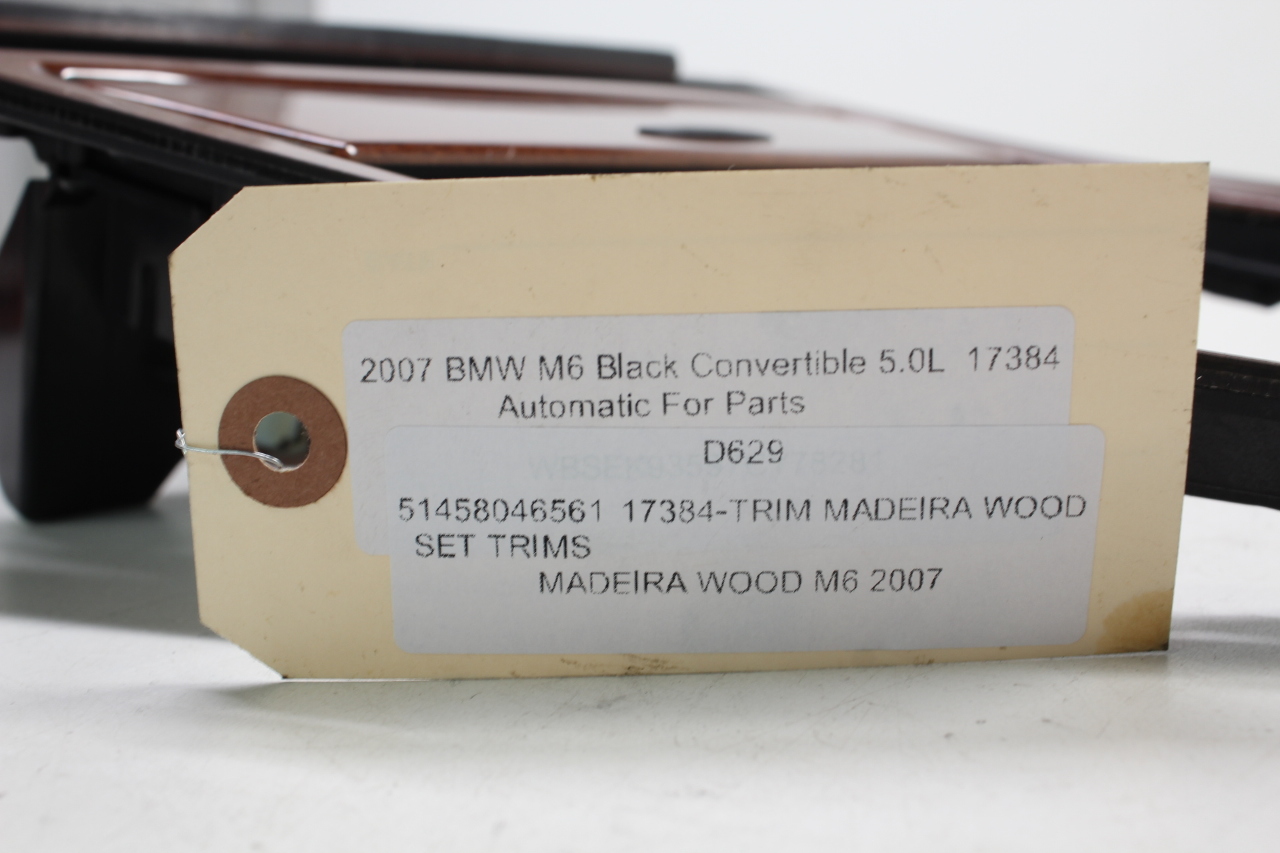 2007 BMW M6 Black Convertible 5.0L 17384
Automatic For Parts
D629
51458046561 17384-TRIM MADEIRA WOOD
SET TRIMS
MADEIRA WOOD M6 2007